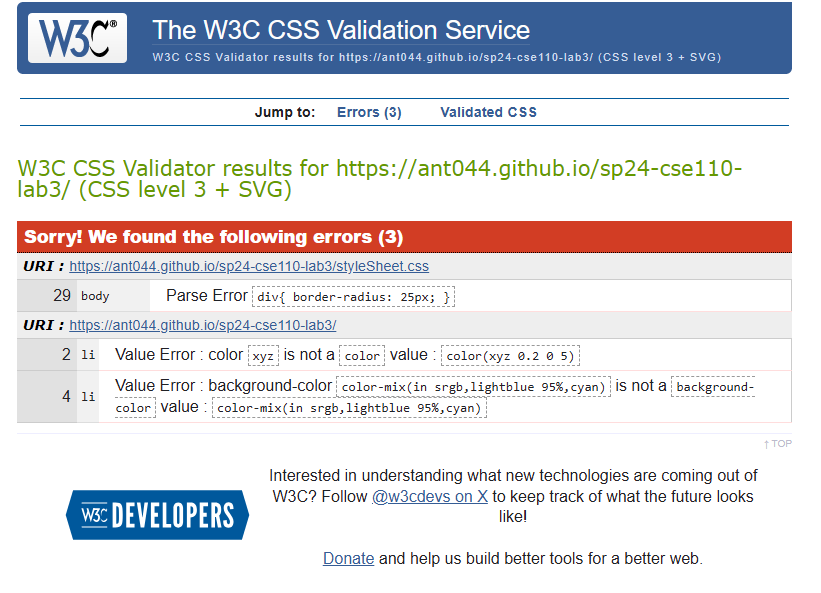 W3C®
The W3C CSS Validation Service
W3C CSS Validator results for https://ant044.github.io/sp24-cse110-lab3/ (CSS level 3 + SVG)
Jump to: Errors (3) Validated CSS
W3C CSS Validator results for https://ant044.github.io/sp24-cse110-
lab3/ (CSS level 3 + SVG)
Sorry! We found the following errors (3)
URI : https://ant044.github.io/sp24-cse110-lab3/styleSheet.css
29 body Parse Error div{ border-radius: 25px; }
URI : https://ant044.github.io/sp24-cse110-lab3/
2 li Value Error : color xyz is not a color value : color(xyz 0.2 0 5)
4 li Value Error : background-color color-mix(in srgb,lightblue 95%,cyan) is not a background-
color value : color-mix(in srgb,lightblue 95%,cyan)
↑ TOP
W3C DEVELOPERS
Interested in understanding what new technologies are coming out of
W3C? Follow @w3cdevs on X to keep track of what the future looks
like!
Donate and help us build better tools for a better web.